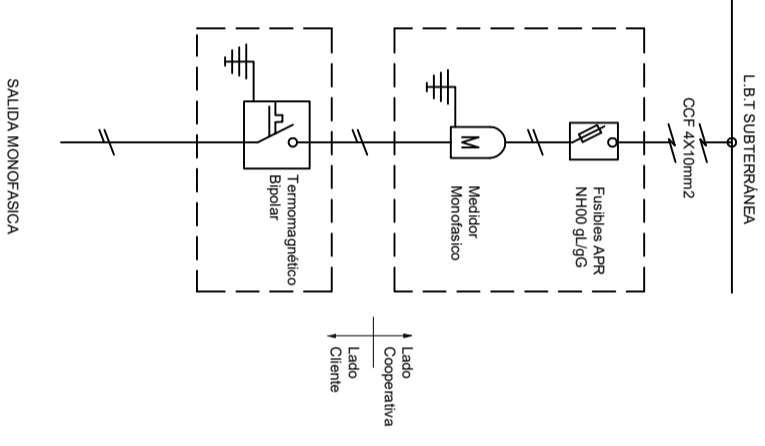 L.B.T SUBTERRÁNEA
CCF 4X10mm2
Fusibles APR
NH00 gL/gG
M
Medidor
Monofasico
Termomagnético
Bipolar
Lado
Cooperativa
Lado
Cliente
SALIDA MONOFASICA